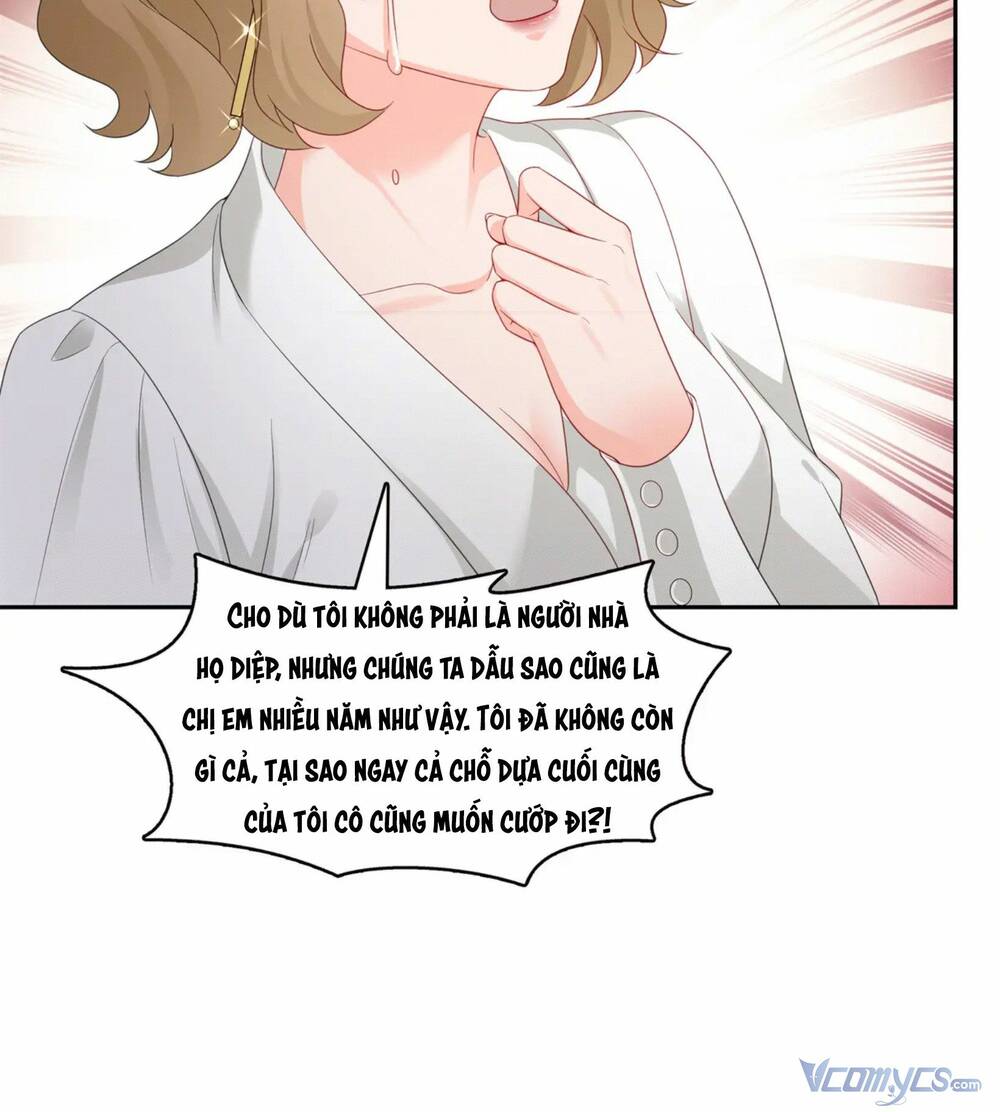 CHO DÙ TÔI KHÔNG PHẢI LÀ NGƯỜI NHÀ
HỌ DIỆP, NHƯNG CHÚNG TA DẪU SAO CŨNG LÀ
CHỊ EM NHIỀU NĂM NHƯ VẬY. TÔI ĐÃ KHÔNG CÒN
GÌ CẢ, TẠI SAO NGAY CẢ CHỖ DỰA CUỐI CÙNG
CỦA TÔI CÔ CŨNG MUỐN CƯỚP ĐI?!
VCOMYCS.com